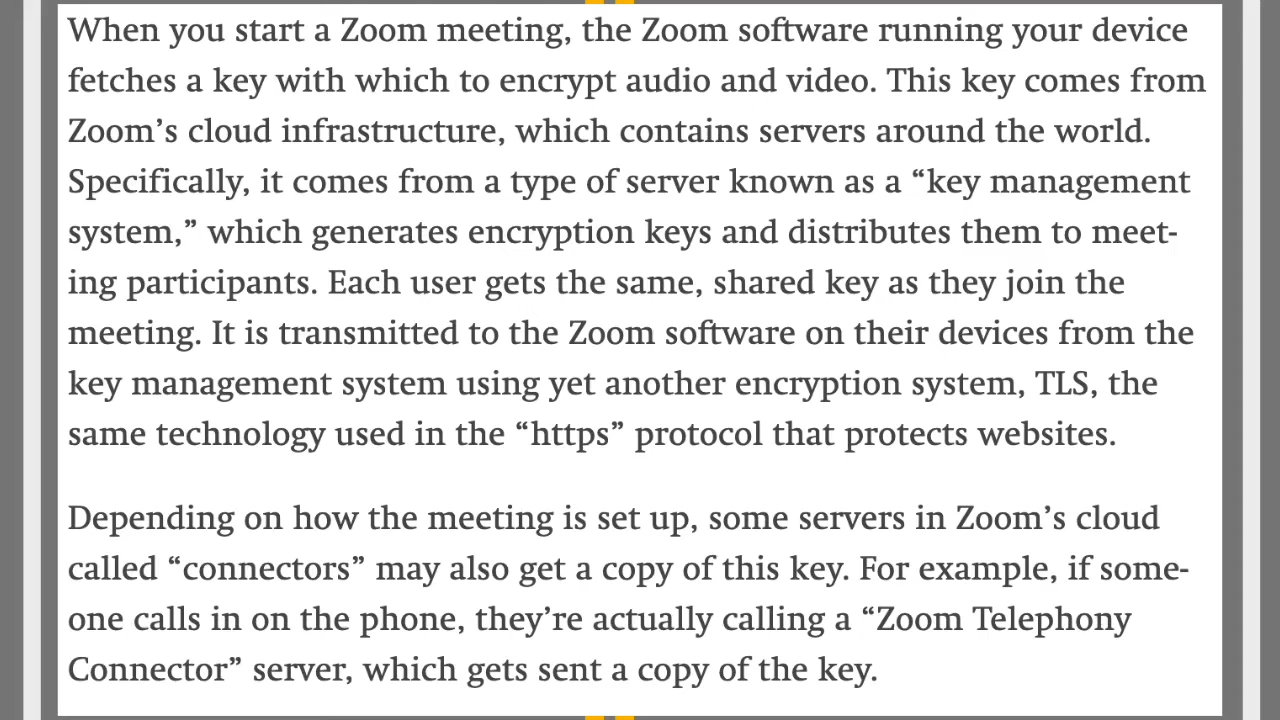 When you start a Zoom meeting, the Zoom software running your device
fetches a key with which to encrypt audio and video. This key comes from
Zoom’s cloud infrastructure, which contains servers around the world.
Specifically, it comes from a type of server known as a “key management
system,” which generates encryption keys and distributes them to meet-
ing participants. Each user gets the same, shared key as they join the
meeting. It is transmitted to the Zoom software on their devices from the
key management system using yet another encryption system, TLS, the
same technology used in the “https” protocol that protects websites.
Depending on how the meeting is set up, some servers in Zoom’s cloud
called “connectors” may also get a copy of this key. For example, if some-
one calls in on the phone, they’re actually calling a “Zoom Telephony
Connector” server, which gets sent a copy of the key.